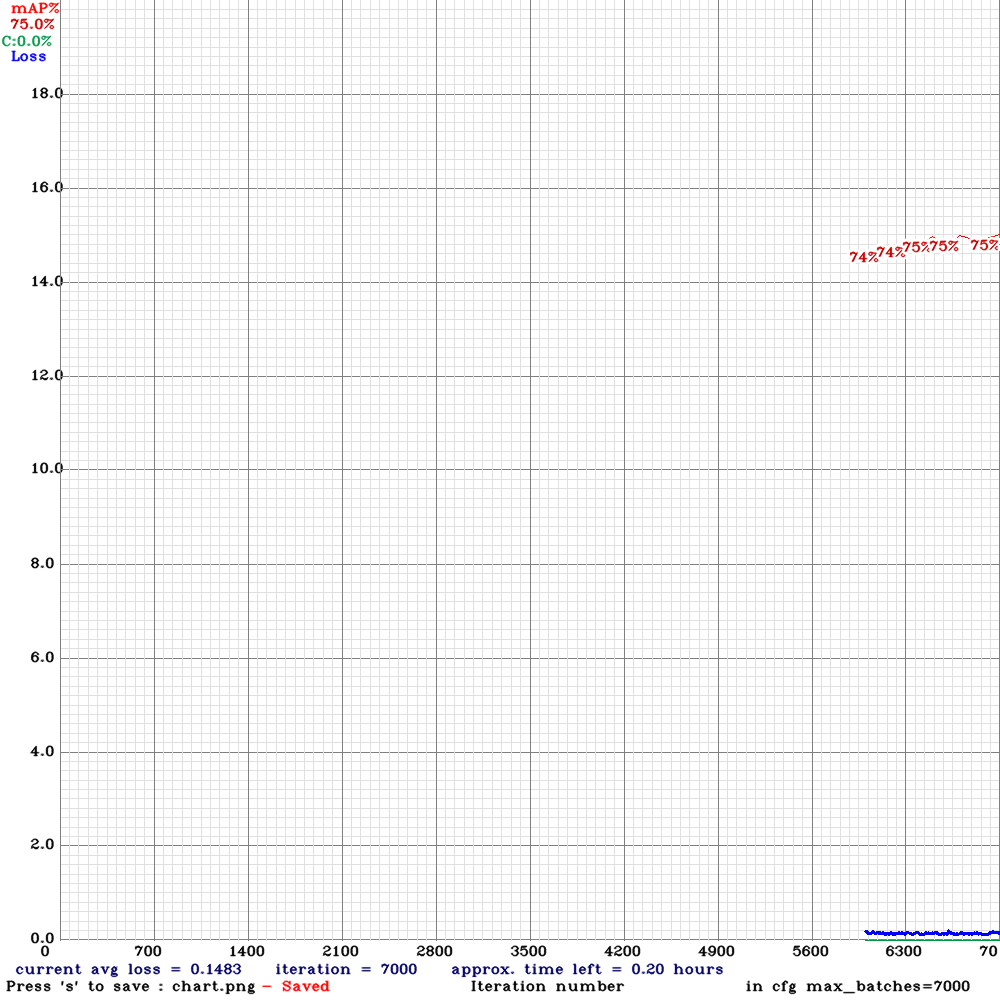 mAP%
75.0%
C:0.0%
Loss
18.0
16.0
74% 74% 75% 75% 75%
14.0
12.0
10.0
8.0
6.0
4.0
2.0
0.0
0 700 1400 2100 2800 3500 4200 4900 5600 6300 70
current avg loss = 0.1483 iteration = 7000 approx. time left = 0.20 hours
Press 's' to save : chart.png - Saved Iteration number in cfg max_batches=7000